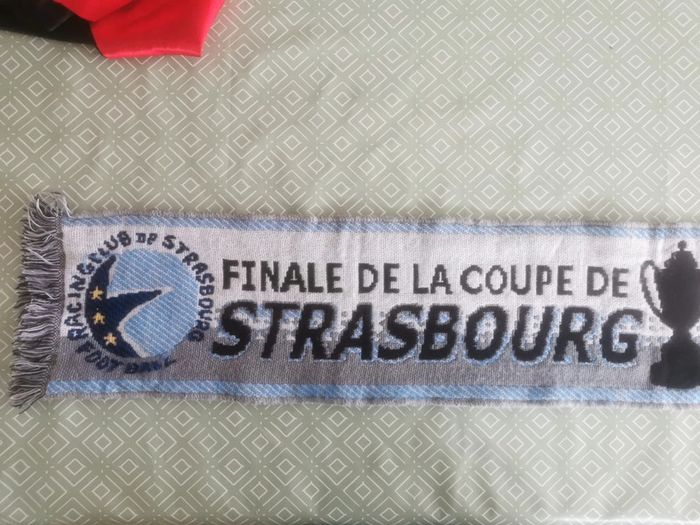 RACING CLUB DE STRASBOURG
FOOTBALL
FINALE DE LA COUPE DE
STRASBOURG